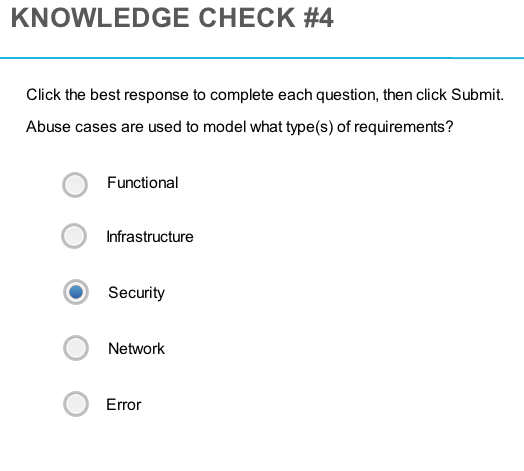 KNOWLEDGE CHECK #4
Click the best response to complete each question, then click Submit.
Abuse cases are used to model what type(s) of requirements?
Functional
Infrastructure
Security
Network
Error